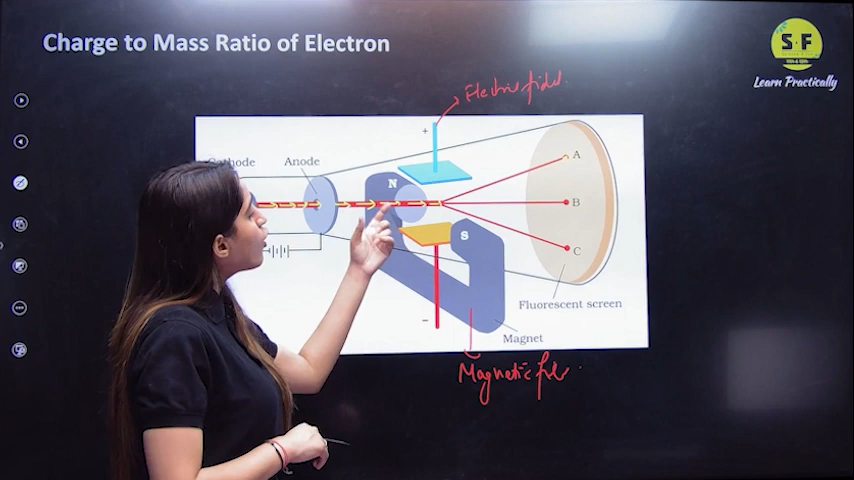 Charge to Mass Ratio of Electron
S F
Learn Practically
Electric field
+
Cathode
Anode
A
N
B
S
C
Fluorescent screen
–
Magnet
Magnetic